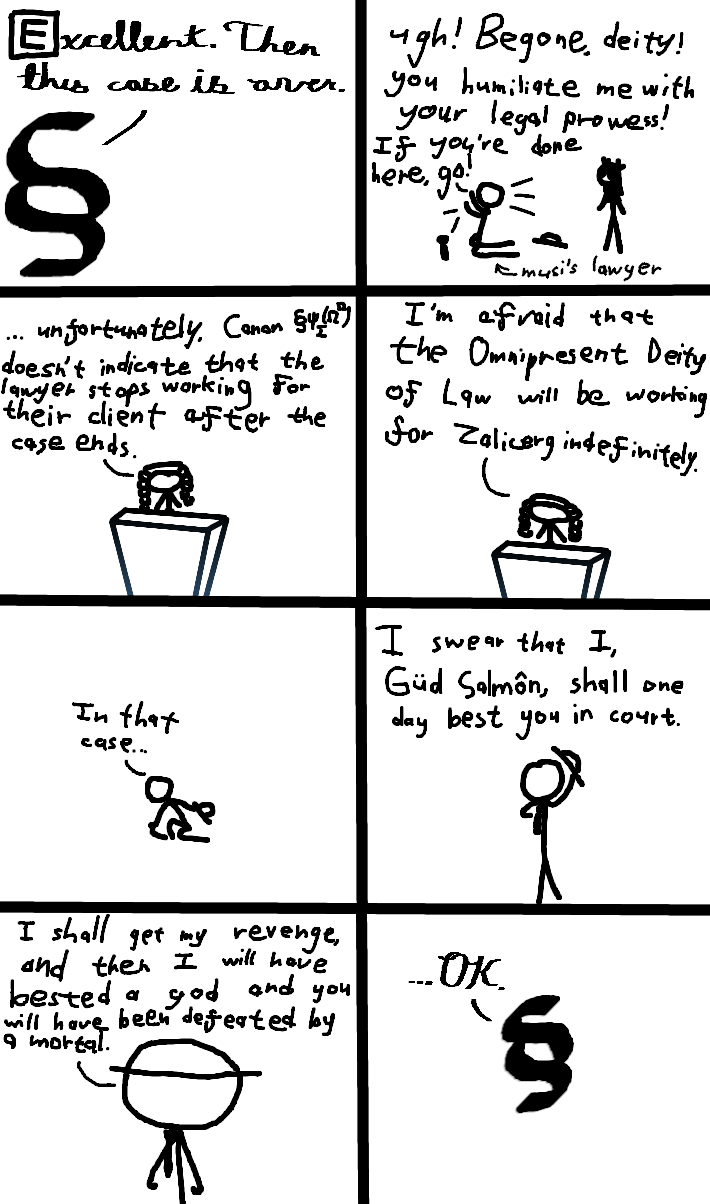 Excellent. Then
this case is over.
ugh! Begone, deity!
you humiliate me with
your legal prowess!
If you're done
here, go!
musi's lawyer
... unfortunately, Canon
doesn't indicate that the
lawyer stops working for
their client after the
case ends.
I'm afraid that
the Omnipresent Deity
of Law will be working
for Zalicerg indefinitely.
In that
case...
I swear that I,
Güd Salmôn, shall one
day best you in court.
I shall get my revenge,
and then I will have
bested a god and you
will have been defeated by
a mortal.
...OK.
§